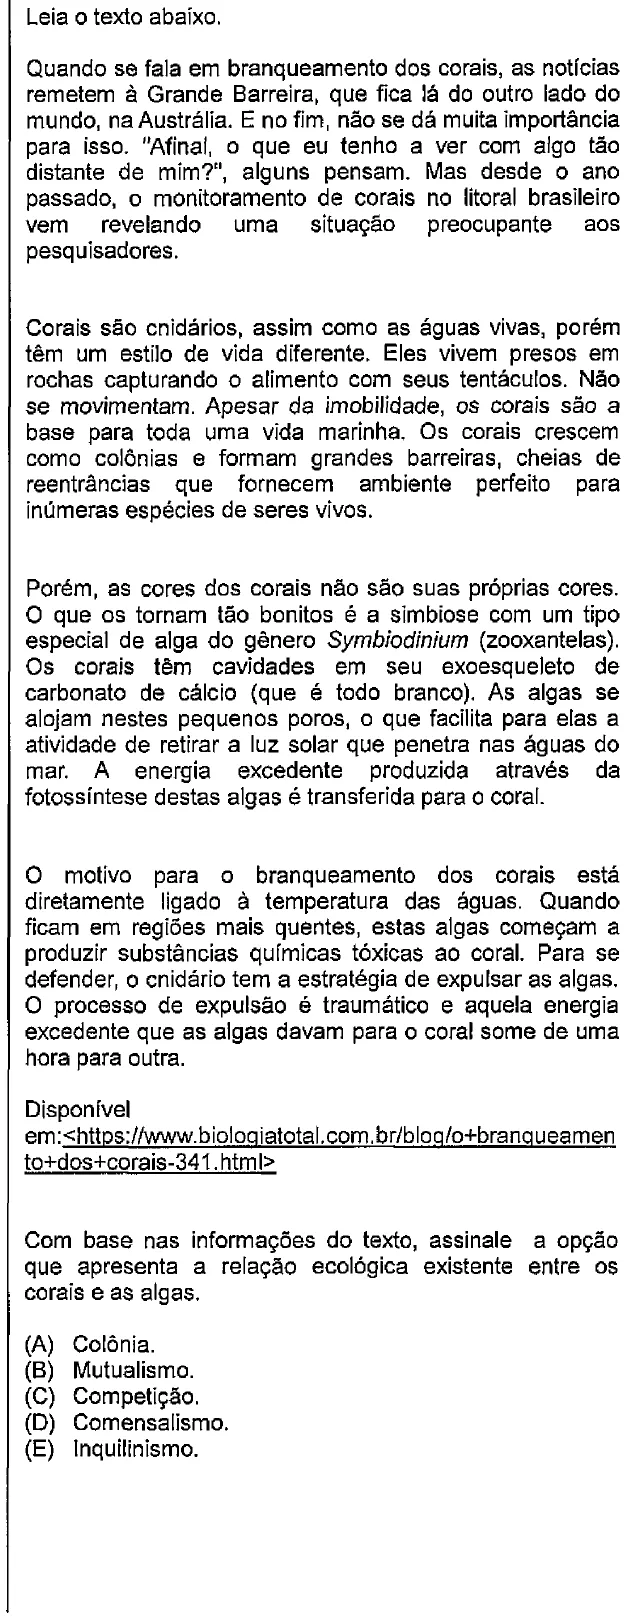 Leia o texto abaixo.
Quando se fala em branqueamento dos corais, as notícias
remetem à Grande Barreira, que fica lá do outro lado do
mundo, na Austrália. E no fim, não se dá muita importância
para isso. "Afinal, o que eu tenho a ver com algo tão
distante de mim?", alguns pensam. Mas desde o ano
passado, o monitoramento de corais no litoral brasileiro
vem revelando uma situação preocupante aos
pesquisadores.
Corais são cnidários, assim como as águas vivas, porém
têm um estilo de vida diferente. Eles vivem presos em
rochas capturando o alimento com seus tentáculos. Não
se movimentam. Apesar da imobilidade, os corais são a
base para toda uma vida marinha. Os corais crescem
como colônias e formam grandes barreiras, cheias de
reentrâncias que fornecem ambiente perfeito para
inúmeras espécies de seres vivos.
Porém, as cores dos corais não são suas próprias cores.
O que os tornam tão bonitos é a simbiose com um tipo
especial de alga do gênero Symbiodinium (zooxantelas).
Os corais têm cavidades em seu exoesqueleto de
carbonato de cálcio (que é todo branco). As algas se
alojam nestes pequenos poros, o que facilita para elas a
atividade de retirar a luz solar que penetra nas águas do
mar. A energia excedente produzida através da
fotossíntese destas algas é transferida para o coral.
O motivo para o branqueamento dos corais está
diretamente ligado à temperatura das águas. Quando
ficam em regiões mais quentes, estas algas começam a
produzir substâncias químicas tóxicas ao coral. Para se
defender, o cnidário tem a estratégia de expulsar as algas.
O processo de expulsão é traumático e aquela energia
excedente que as algas davam para o coral some de uma
hora para outra.
Disponível
em:<https://www.biologiatotal.com.br/blog/o+branqueamen
to+dos+corais-341.html>
Com base nas informações do texto, assinale a opção
que apresenta a relação ecológica existente entre os
corais e as algas.
(A) Colônia.
(B) Mutualismo.
(C) Competição.
(D) Comensalismo.
(E) Inquilinismo.